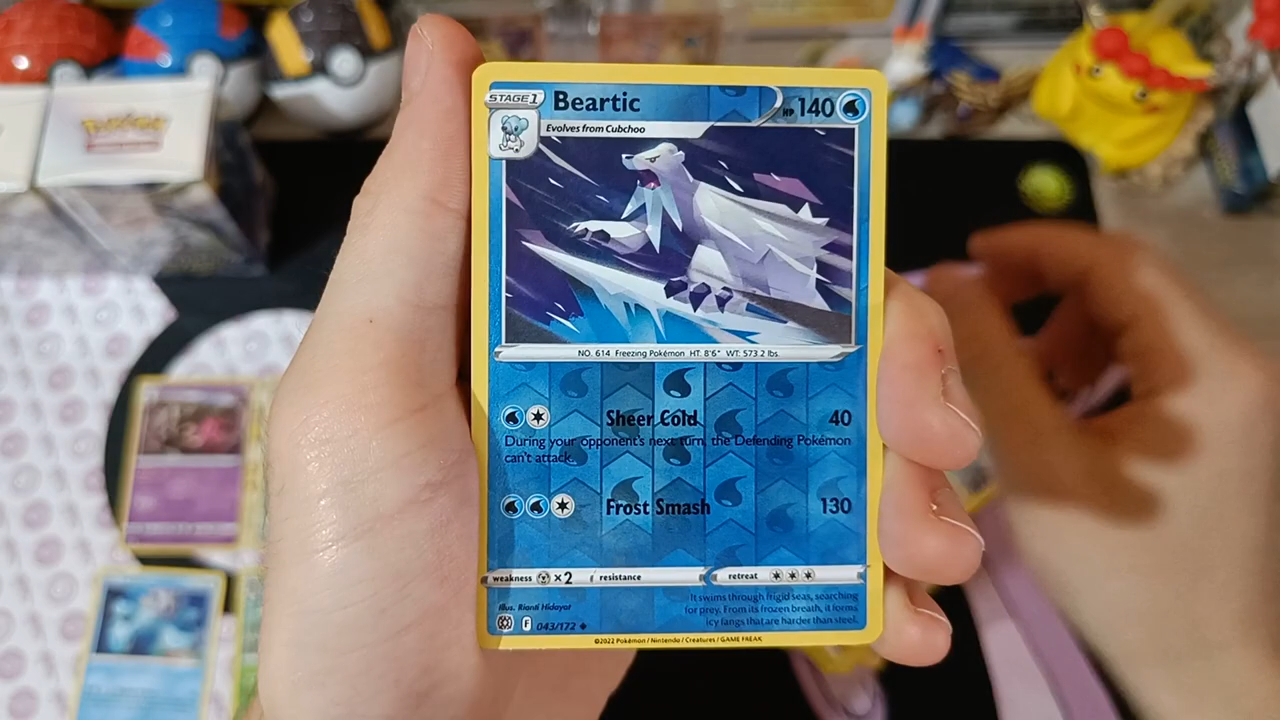 Pokémon
STAGE 1
Beartic
HP 140
Evolves from Cubchoo
NO. 614 Freezing Pokémon HT: 8'6" WT: 573.2 lbs.
Sheer Cold 40
During your opponent's next turn, the Defending Pokémon
can't attack.
Frost Smash 130
weakness ×2 resistance retreat
It swims through frigid seas, searching
for prey. From its frozen breath, it forms
icy fangs that are harder than steel.
Illus. Rianti Hidayat
F 043/172
©2022 Pokémon / Nintendo / Creatures / GAME FREAK